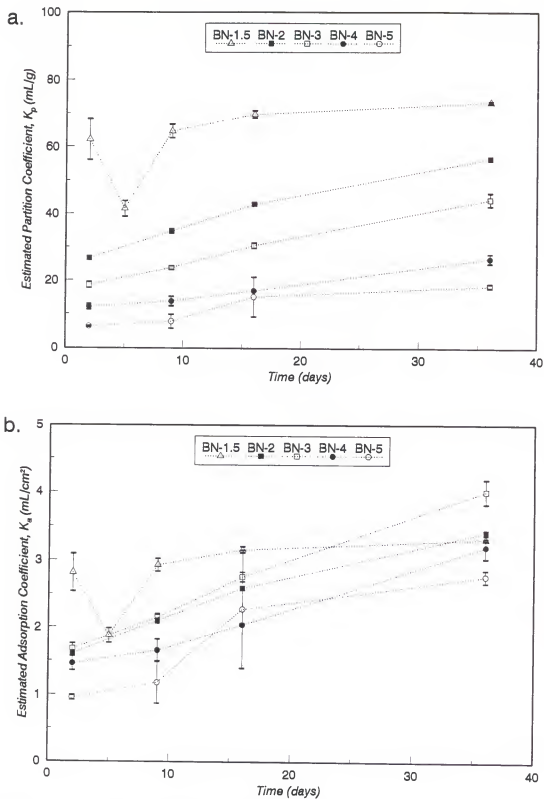 a.
100
80
60
40
20
0
Estimated Partition Coefficient, Kp (mL/g)
BN-1.5 BN-2 BN-3 BN-4 BN-5
0 10 20 30 40
Time (days)
b.
5
4
3
2
1
0
Estimated Adsorption Coefficient, Ka (mL/cm²)
BN-1.5 BN-2 BN-3 BN-4 BN-5
0 10 20 30 40
Time (days)